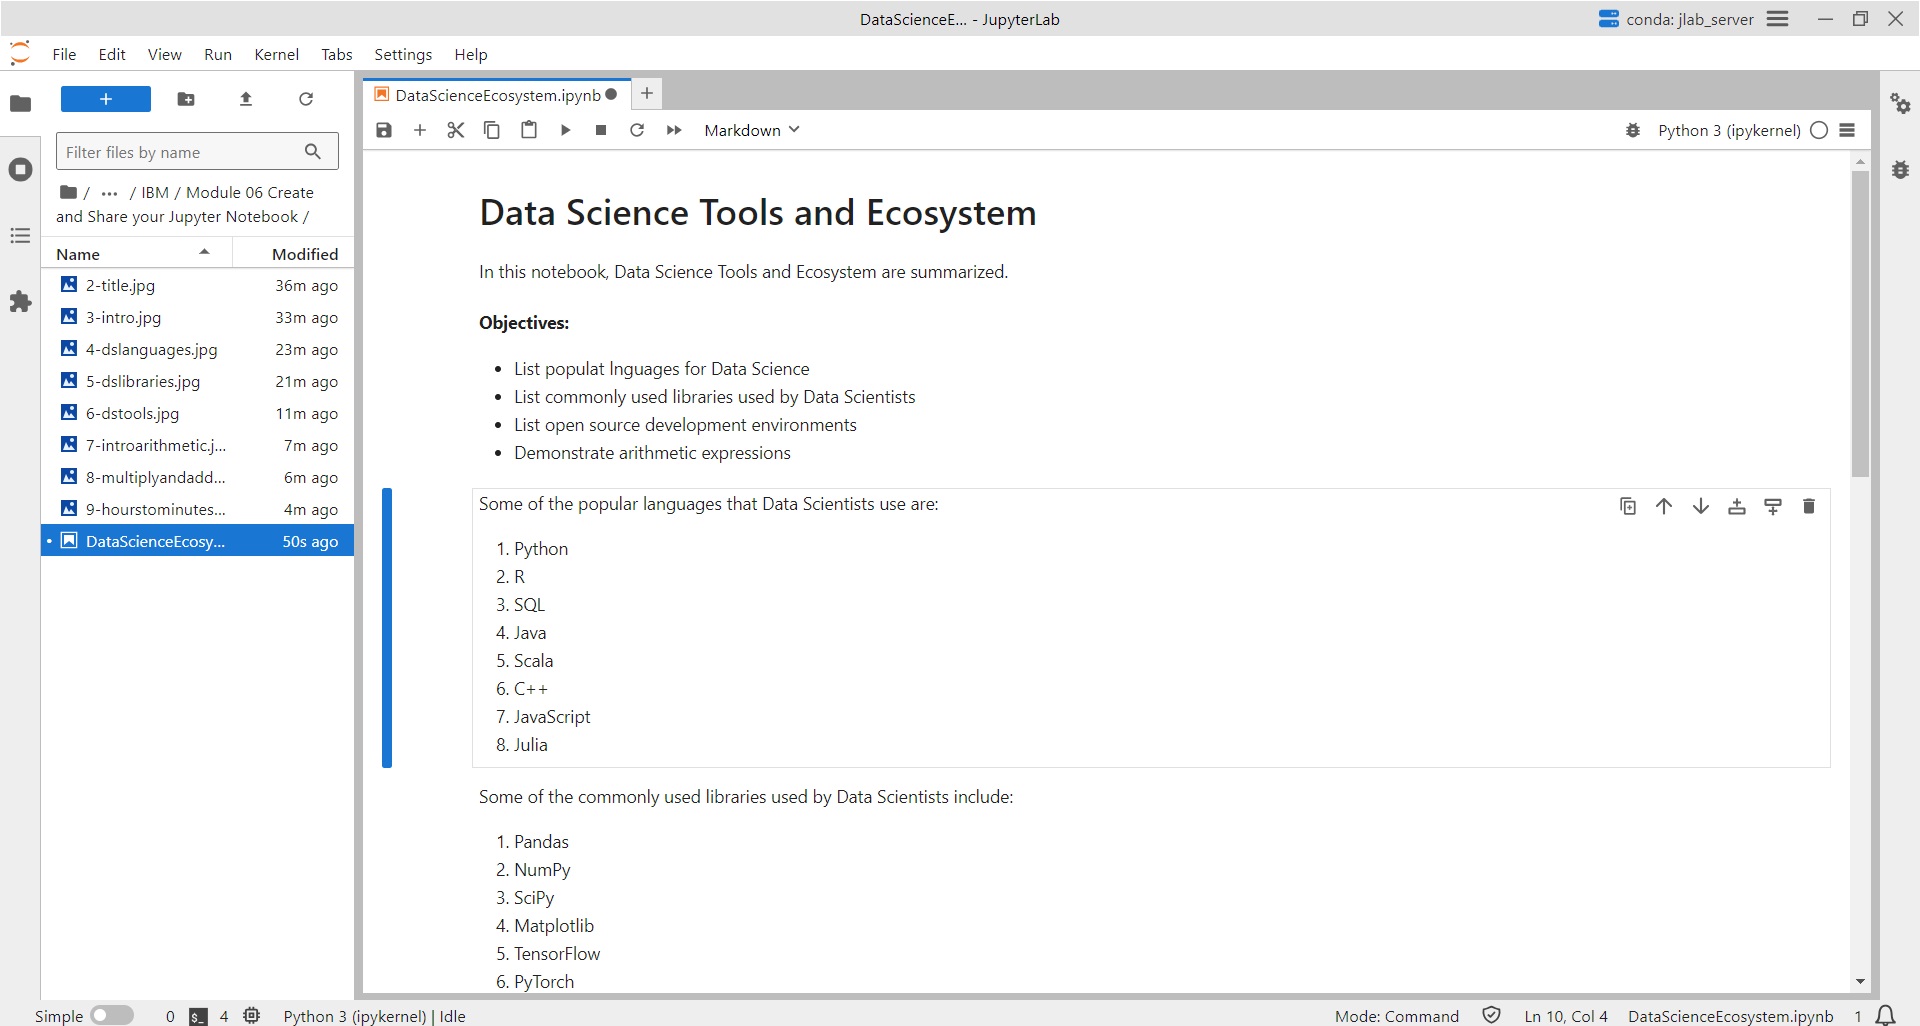 DataScienceE... - JupyterLab
conda: jlab_server
File Edit View Run Kernel Tabs Settings Help
+
DataScienceEcosystem.ipynb
+
Markdown
Python 3 (ipykernel)
Filter files by name
/ ... / IBM / Module 06 Create
and Share your Jupyter Notebook /
Name Modified
2-title.jpg 36m ago
3-intro.jpg 33m ago
4-dslanguages.jpg 23m ago
5-dslibraries.jpg 21m ago
6-dstools.jpg 11m ago
7-introarithmetic.j... 7m ago
8-multiplyandadd... 6m ago
9-hourstominutes... 4m ago
• DataScienceEcosy... 50s ago
Data Science Tools and Ecosystem
In this notebook, Data Science Tools and Ecosystem are summarized.
Objectives:
• List populat lnguages for Data Science
• List commonly used libraries used by Data Scientists
• List open source development environments
• Demonstrate arithmetic expressions
Some of the popular languages that Data Scientists use are:
1. Python
2. R
3. SQL
4. Java
5. Scala
6. C++
7. JavaScript
8. Julia
Some of the commonly used libraries used by Data Scientists include:
1. Pandas
2. NumPy
3. SciPy
4. Matplotlib
5. TensorFlow
6. PyTorch
Simple 0 $_ 4 Python 3 (ipykernel) | Idle
Mode: Command Ln 10, Col 4 DataScienceEcosystem.ipynb 1